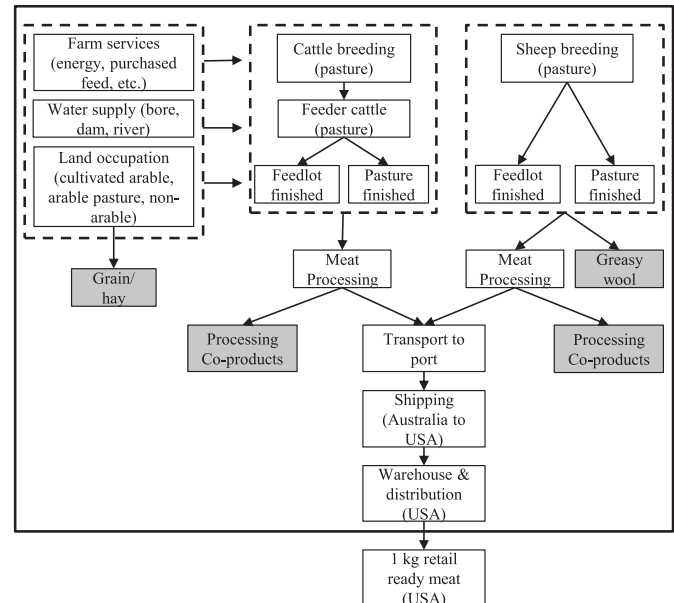 Farm services
(energy, purchased
feed, etc.)
Water supply (bore,
dam, river)
Land occupation
(cultivated arable,
arable pasture, non-
arable)
Grain/
hay
Cattle breeding
(pasture)
Feeder cattle
(pasture)
Feedlot
finished
Pasture
finished
Sheep breeding
(pasture)
Feedlot
finished
Pasture
finished
Meat
Processing
Meat
Processing
Greasy
wool
Processing
Co-products
Transport to
port
Processing
Co-products
Shipping
(Australia to
USA)
Warehouse &
distribution
(USA)
1 kg retail
ready meat
(USA)